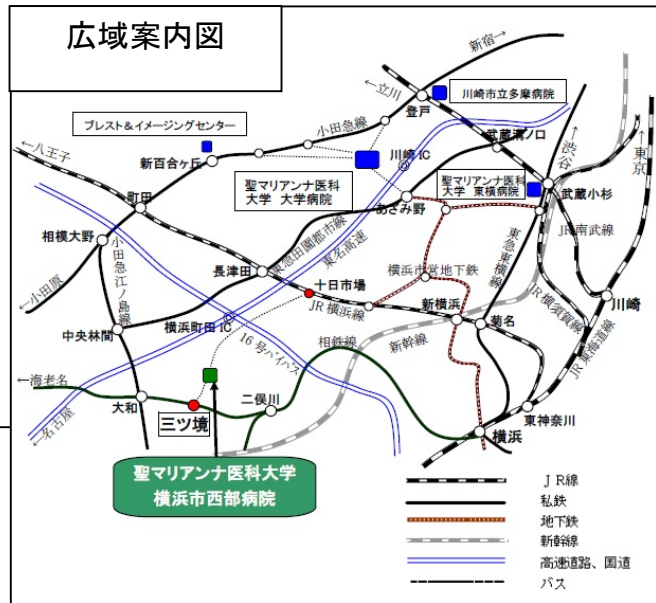 広域案内図
新宿→
←立川
川崎市立多摩病院
登戸
ブレスト＆イメージングセンター
小田急線
←八王子
新百合ヶ丘
川崎IC
武蔵溝ノ口
→渋谷
→東京
聖マリアンナ医科
大学 大学病院
聖マリアンナ医科
大学 東横病院
武蔵小杉
町田
あざみ野
相模大野
東急田園都市線
東名高速
JR南武線
小田急江ノ島線
←小田原
長津田
横浜市営地下鉄
東急東横線
十日市場
JR横須賀線
川崎
横浜町田IC
JR横浜線
新横浜
菊名
中央林間
16号バイパス
相鉄線
新幹線
JR東海道線
←海老名
大和
三ツ境
二俣川
東神奈川
←名古屋
横浜
聖マリアンナ医科大学
横浜市西部病院
ＪＲ線
私鉄
地下鉄
新幹線
高速道路、国道
バス